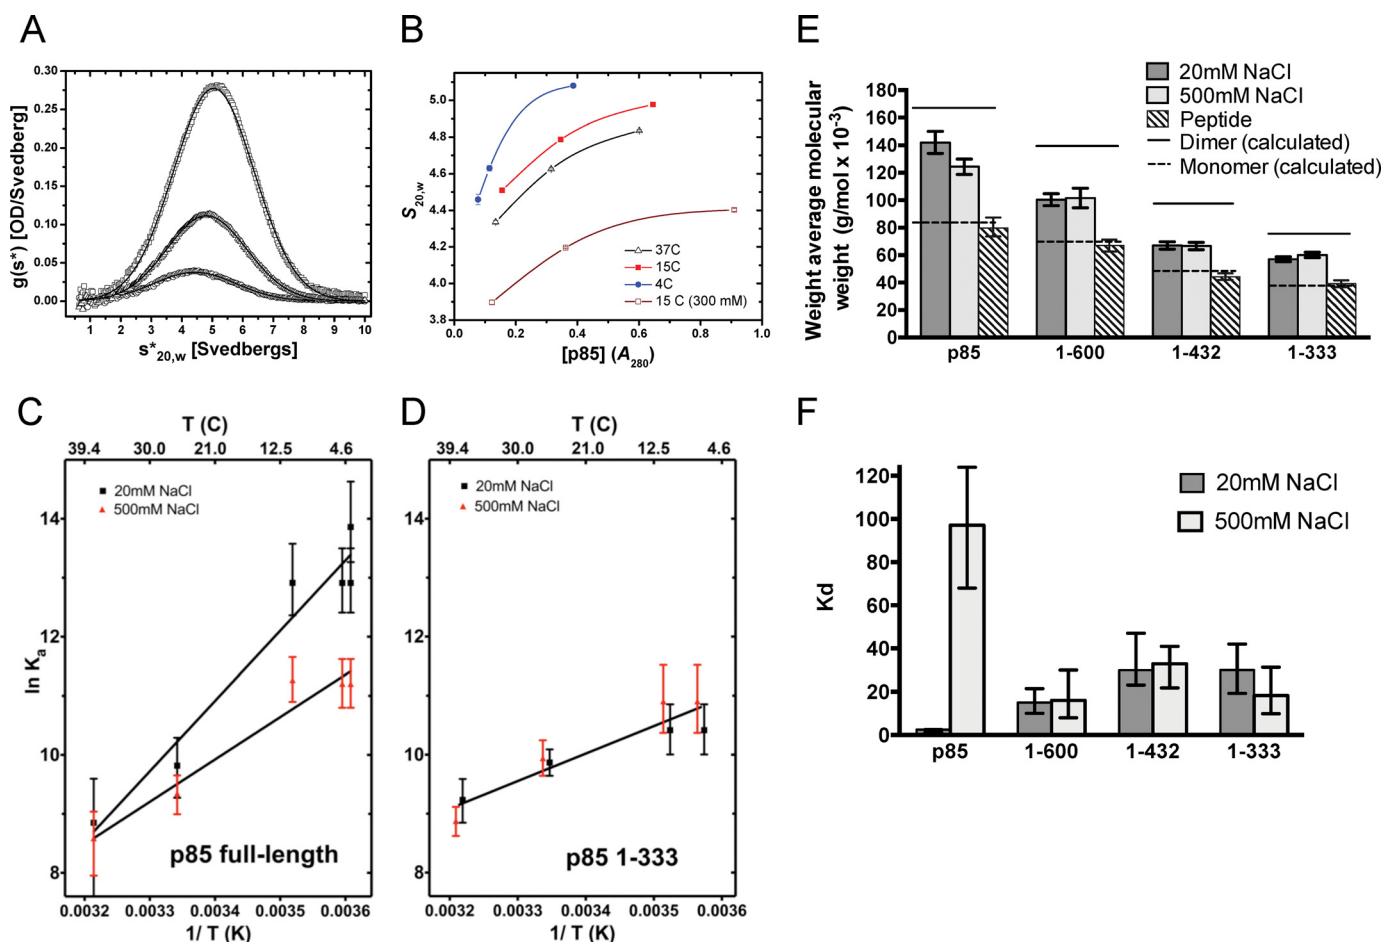 A
0.30
0.25
0.20
0.15
0.10
0.05
0.00
g(s*) [OD/Svedberg]
1 2 3 4 5 6 7 8 9 10
s*20,w [Svedbergs]
B
5.0
4.8
4.6
4.4
4.2
4.0
3.8
S20,w
37C
15C
4C
15 C (300 mM)
0.0 0.2 0.4 0.6 0.8 1.0
[p85] (A280)
E
20mM NaCl
500mM NaCl
Peptide
Dimer (calculated)
Monomer (calculated)
180
160
140
120
100
80
60
40
20
0
Weight average molecular
weight (g/mol x 10-3)
p85 1-600 1-432 1-333
C
T (C)
39.4 30.0 21.0 12.5 4.6
20mM NaCl
500mM NaCl
14
12
10
8
ln Ka
p85 full-length
0.0032 0.0033 0.0034 0.0035 0.0036
1/ T (K)
D
T (C)
39.4 30.0 21.0 12.5 4.6
20mM NaCl
500mM NaCl
14
12
10
8
p85 1-333
0.0032 0.0033 0.0034 0.0035 0.0036
1/ T (K)
F
20mM NaCl
500mM NaCl
120
100
80
60
40
20
0
Kd
p85 1-600 1-432 1-333